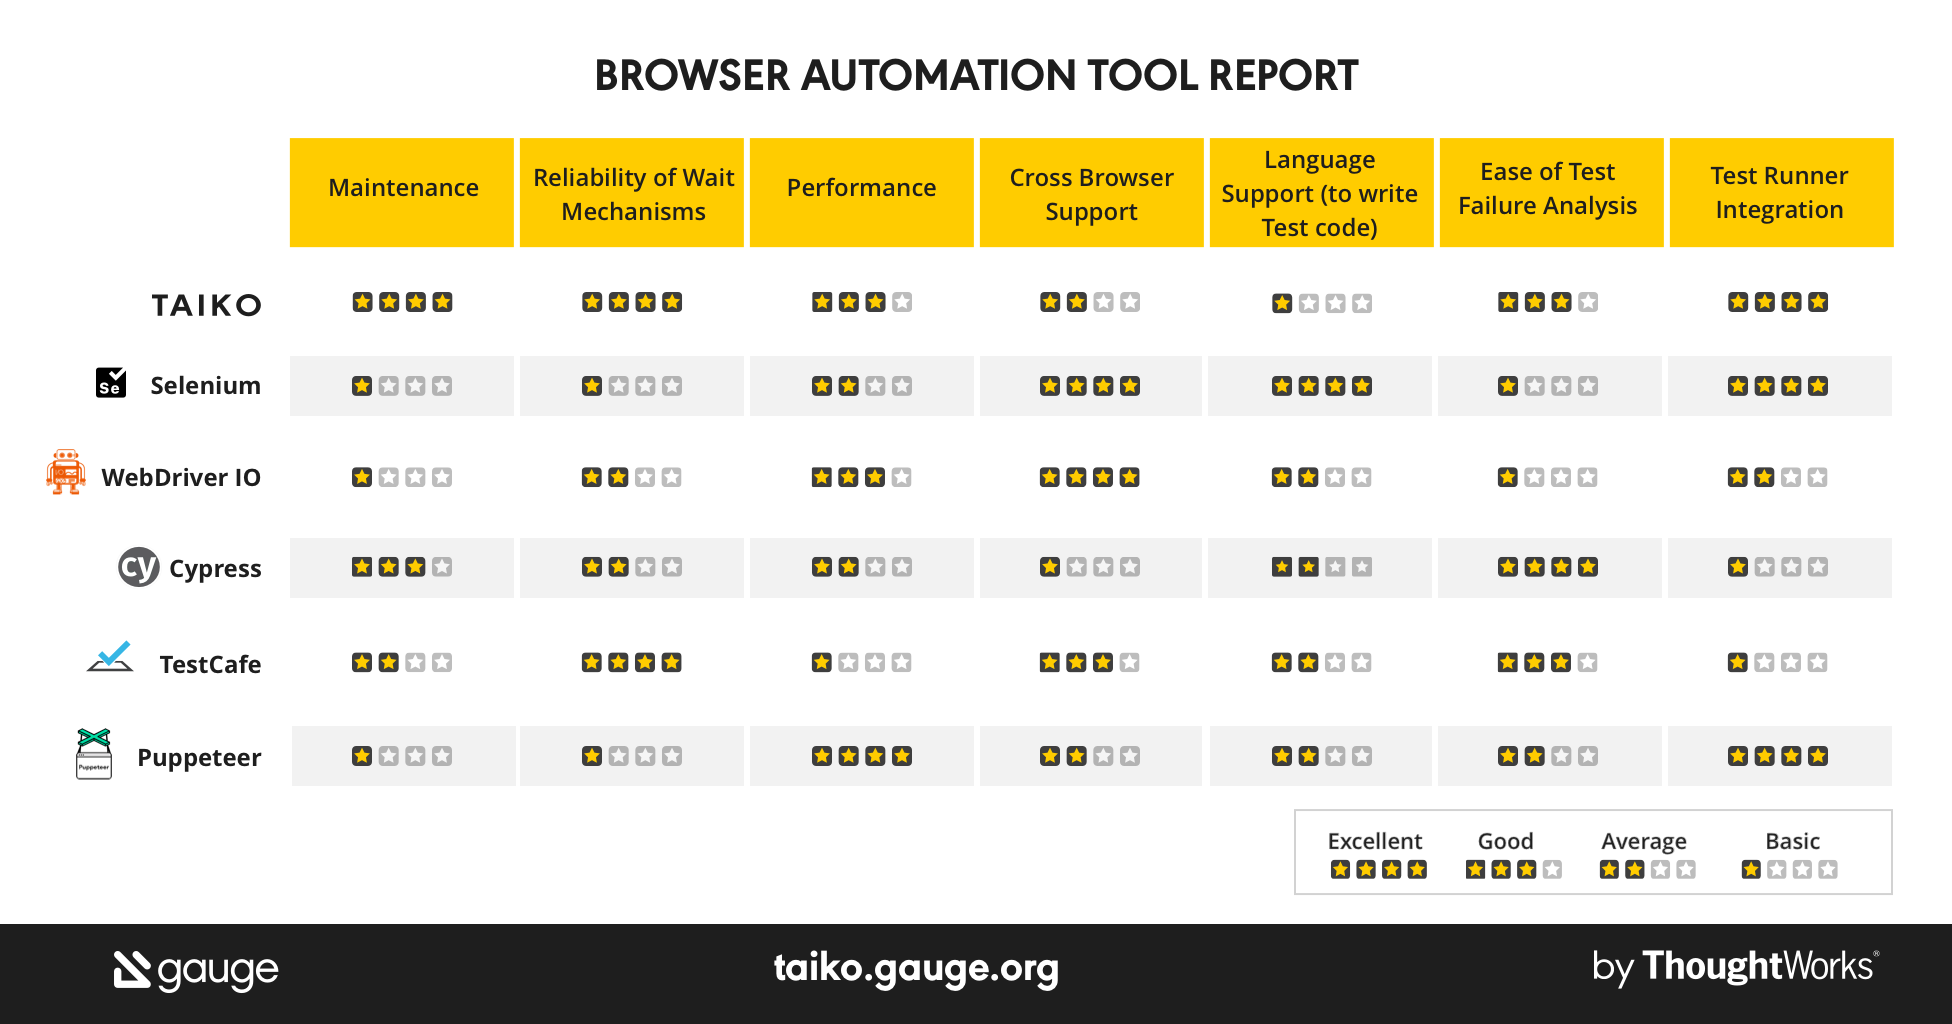 BROWSER AUTOMATION TOOL REPORT
Maintenance
Reliability of Wait
Mechanisms
Performance
Cross Browser
Support
Language
Support (to write
Test code)
Ease of Test
Failure Analysis
Test Runner
Integration
TAIKO
Se
Selenium
WebDriver IO
cy
Cypress
TestCafe
Puppeteer
Puppeteer
Excellent
Good
Average
Basic
gauge
taiko.gauge.org
by ThoughtWorks®